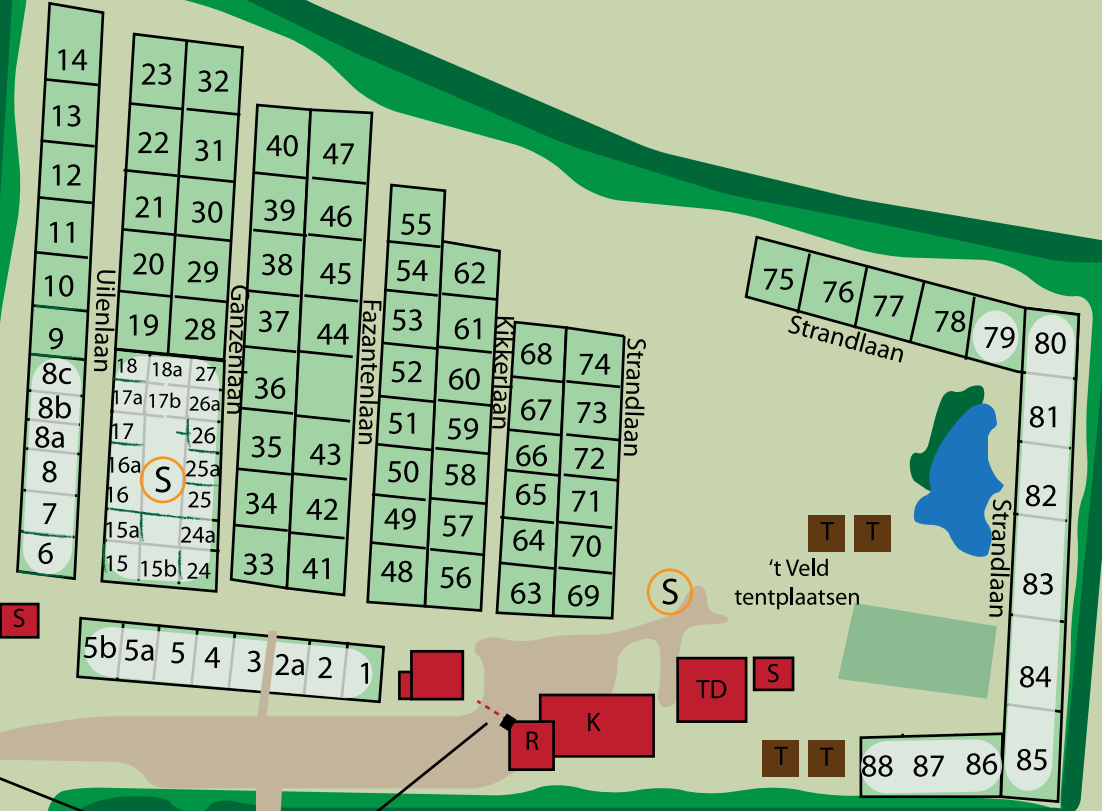 14
13
12
11
10
9
8c
8b
8a
8
7
6
Uilenlaan
23 32
22 31
21 30
20 29
19 28
18 18a 27
17a 17b 26a
17 26
16a S 25a
16 25
15a 24a
15 15b 24
Ganzenlaan
40 47
39 46
38 45
37 44
36
35 43
34 42
33 41
Fazantenlaan
55
54 62
53 61
52 60
51 59
50 58
49 57
48 56
Kikkerlaan
68 74
67 73
66 72
65 71
64 70
63 69
Strandlaan
75 76 77 78 79 80
Strandlaan
81
82
83
84
85
Strandlaan
T T
't Veld
tentplaatsen
S
S
5b 5a 5 4 3 2a 2 1
TD
S
K
R
T T
88 87 86